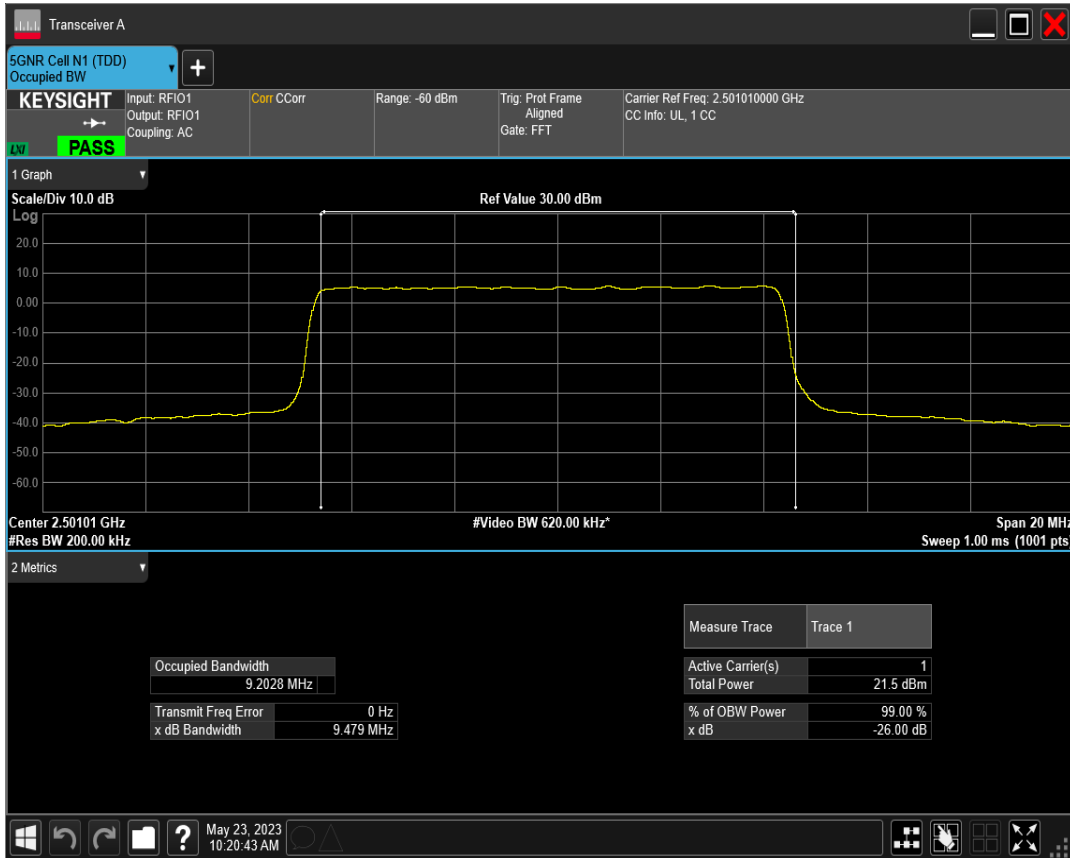 Transceiver A
5GNR Cell N1 (TDD)
Occupied BW
KEYSIGHT
LXI
PASS
Input: RFIO1
Output: RFIO1
Coupling: AC
Corr CCorr
Range: -60 dBm
Trig: Prot Frame
Aligned
Gate: FFT
Carrier Ref Freq: 2.501010000 GHz
CC Info: UL, 1 CC
1 Graph
Scale/Div 10.0 dB
Ref Value 30.00 dBm
Log
20.0
10.0
0.00
-10.0
-20.0
-30.0
-40.0
-50.0
-60.0
Center 2.50101 GHz
#Video BW 620.00 kHz*
Span 20 MHz
#Res BW 200.00 kHz
Sweep 1.00 ms (1001 pts)
2 Metrics
Measure Trace Trace 1
Occupied Bandwidth
9.2028 MHz
Active Carrier(s) 1
Total Power 21.5 dBm
Transmit Freq Error 0 Hz
x dB Bandwidth 9.479 MHz
% of OBW Power 99.00 %
x dB -26.00 dB
May 23, 2023
10:20:43 AM